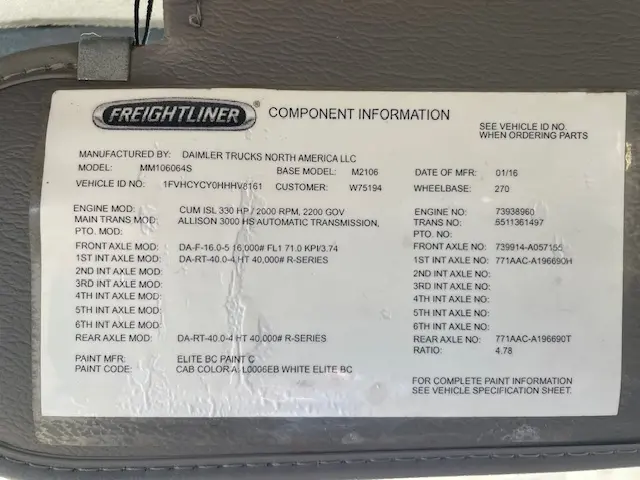 FREIGHTLINER® COMPONENT INFORMATION
SEE VEHICLE ID NO.
WHEN ORDERING PARTS
MANUFACTURED BY: DAIMLER TRUCKS NORTH AMERICA LLC
MODEL: MM106064S BASE MODEL: M2106 DATE OF MFR: 01/16
VEHICLE ID NO: 1FVHCYCY0HHHV8161 CUSTOMER: W75194 WHEELBASE: 270
ENGINE MOD: CUM ISL 330 HP / 2000 RPM, 2200 GOV 73938960
MAIN TRANS MOD: ALLISON 3000 HS AUTOMATIC TRANSMISSION, TRANS NO: 6511361497
PTO. MOD: PTO. NO:
FRONT AXLE MOD: DA-F-16.0-5 16,000# FL1 71.0 KPI/3.74 FRONT AXLE NO: 739914-A057155
1ST INT AXLE MOD: DA-RT-40.0-4 HT 40,000# R-SERIES 1ST INT AXLE NO: 771AAC-A196690H
2ND INT AXLE MOD: 2ND INT AXLE NO:
3RD INT AXLE MOD: 3RD INT AXLE NO:
4TH INT AXLE MOD: 4TH INT AXLE NO:
5TH INT AXLE MOD: 5TH INT AXLE NO:
6TH INT AXLE MOD: 6TH INT AXLE NO:
REAR AXLE MOD: DA-RT-40.0-4 HT 40,000# R-SERIES REAR AXLE NO: 771AAC-A196690T
RATIO: 4.78
PAINT MFR: ELITE BC PAINT C
PAINT CODE: CAB COLOR A: L0006EB WHITE ELITE BC
FOR COMPLETE PAINT INFORMATION
SEE VEHICLE SPECIFICATION SHEET.